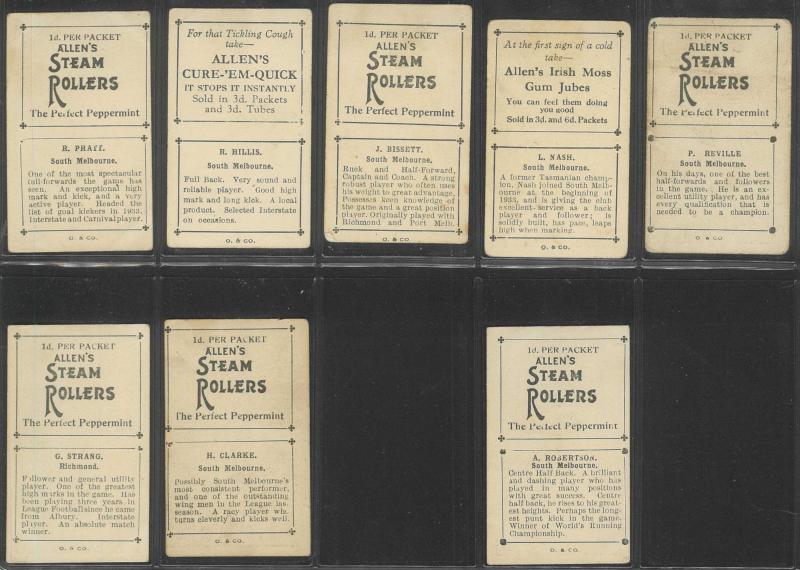 1d. PER PACKET
ALLEN'S
STEAM
ROLLERS
The Perfect Peppermint
R. PRATT.
South Melbourne.
One of the most spectacular
full-forwards the game has
seen. An exceptional high
mark and kick, and a very
active player. Headed the
list of goal kickers in 1933.
Interstate and Carnival player.
O. & CO.
For that Tickling Cough
take—
ALLEN'S
CURE-'EM-QUICK
IT STOPS IT INSTANTLY
Sold in 3d. Packets
and 3d. Tubes
R. HILLIS.
South Melbourne.
Full Back. Very sound and
reliable player. Good high
mark and long kick. A local
product. Selected Interstate
on occasions.
O. & CO.
1d. PER PACKET
ALLEN'S
STEAM
ROLLERS
The Perfect Peppermint
J. BISSETT.
South Melbourne.
Ruck and Half-Forward,
Captain and Coach. A strong
robust player who often uses
his weight to great advantage.
Possesses keen knowledge of
the game and a great position
player. Originally played with
Richmond and Port Melb.
O. & CO.
At the first sign of a cold
take—
Allen's Irish Moss
Gum Jubes
You can feel them doing
you good
Sold in 3d. and 6d. Packets
L. NASH.
South Melbourne.
A former Tasmanian champ-
ion, Nash joined South Melb-
ourne at the beginning of
1933, and is giving the club
excellent service as a back
player and follower; is
solidly built, has pace, leaps
high when marking.
O. & CO.
1d. PER PACKET
ALLEN'S
STEAM
ROLLERS
The Perfect Peppermint
P. REVILLE
South Melbourne.
On his days, one of the best
half-forwards and followers
in the game. He is an ex-
cellent utility player, and has
every qualification that is
needed to be a champion.
O. & CO.
1d. PER PACKET
ALLEN'S
STEAM
ROLLERS
The Perfect Peppermint
G. STRANG.
Richmond.
Follower and general utility
player. One of the greatest
high marks in the game. Has
been playing three years in
League Football since he came
from Albury. Interstate
player. An absolute match
winner.
O. & CO.
1d. PER PACKET
ALLEN'S
STEAM
ROLLERS
The Perfect Peppermint
H. CLARKE.
South Melbourne.
Possibly South Melbourne's
most consistent performer,
and one of the outstanding
wing men in the League las
season. A racy player who
turns cleverly and kicks well.
O. & CO.
1d. PER PACKET
ALLEN'S
STEAM
ROLLERS
The Perfect Peppermint
A. ROBERTSON.
South Melbourne.
Centre Half Back. A brilliant
and dashing player who has
played in many positions
with great success. Centre
half back, he rises to his great-
est heights. Perhaps the long-
est punt kick in the game.
Winner of World's Running
Championship.
O. & CO.